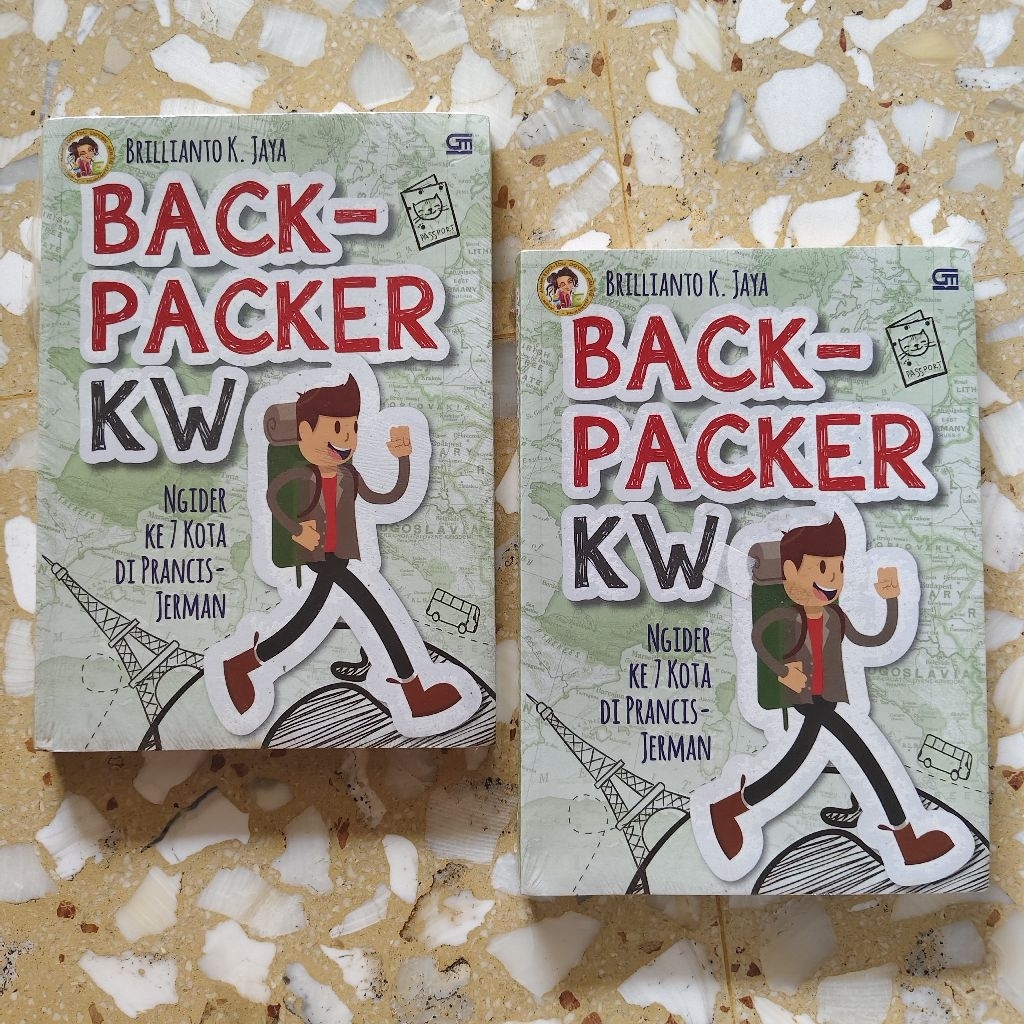 BRILLIANTO K. JAYA
BACK-
PACKER
KW
PASSPORT
NGIDER
KE 7 KOTA
DI PRANCIS-
JERMAN
BRILLIANTO K. JAYA
BACK-
PACKER
KW
PASSPORT
NGIDER
KE 7 KOTA
DI PRANCIS-
JERMAN